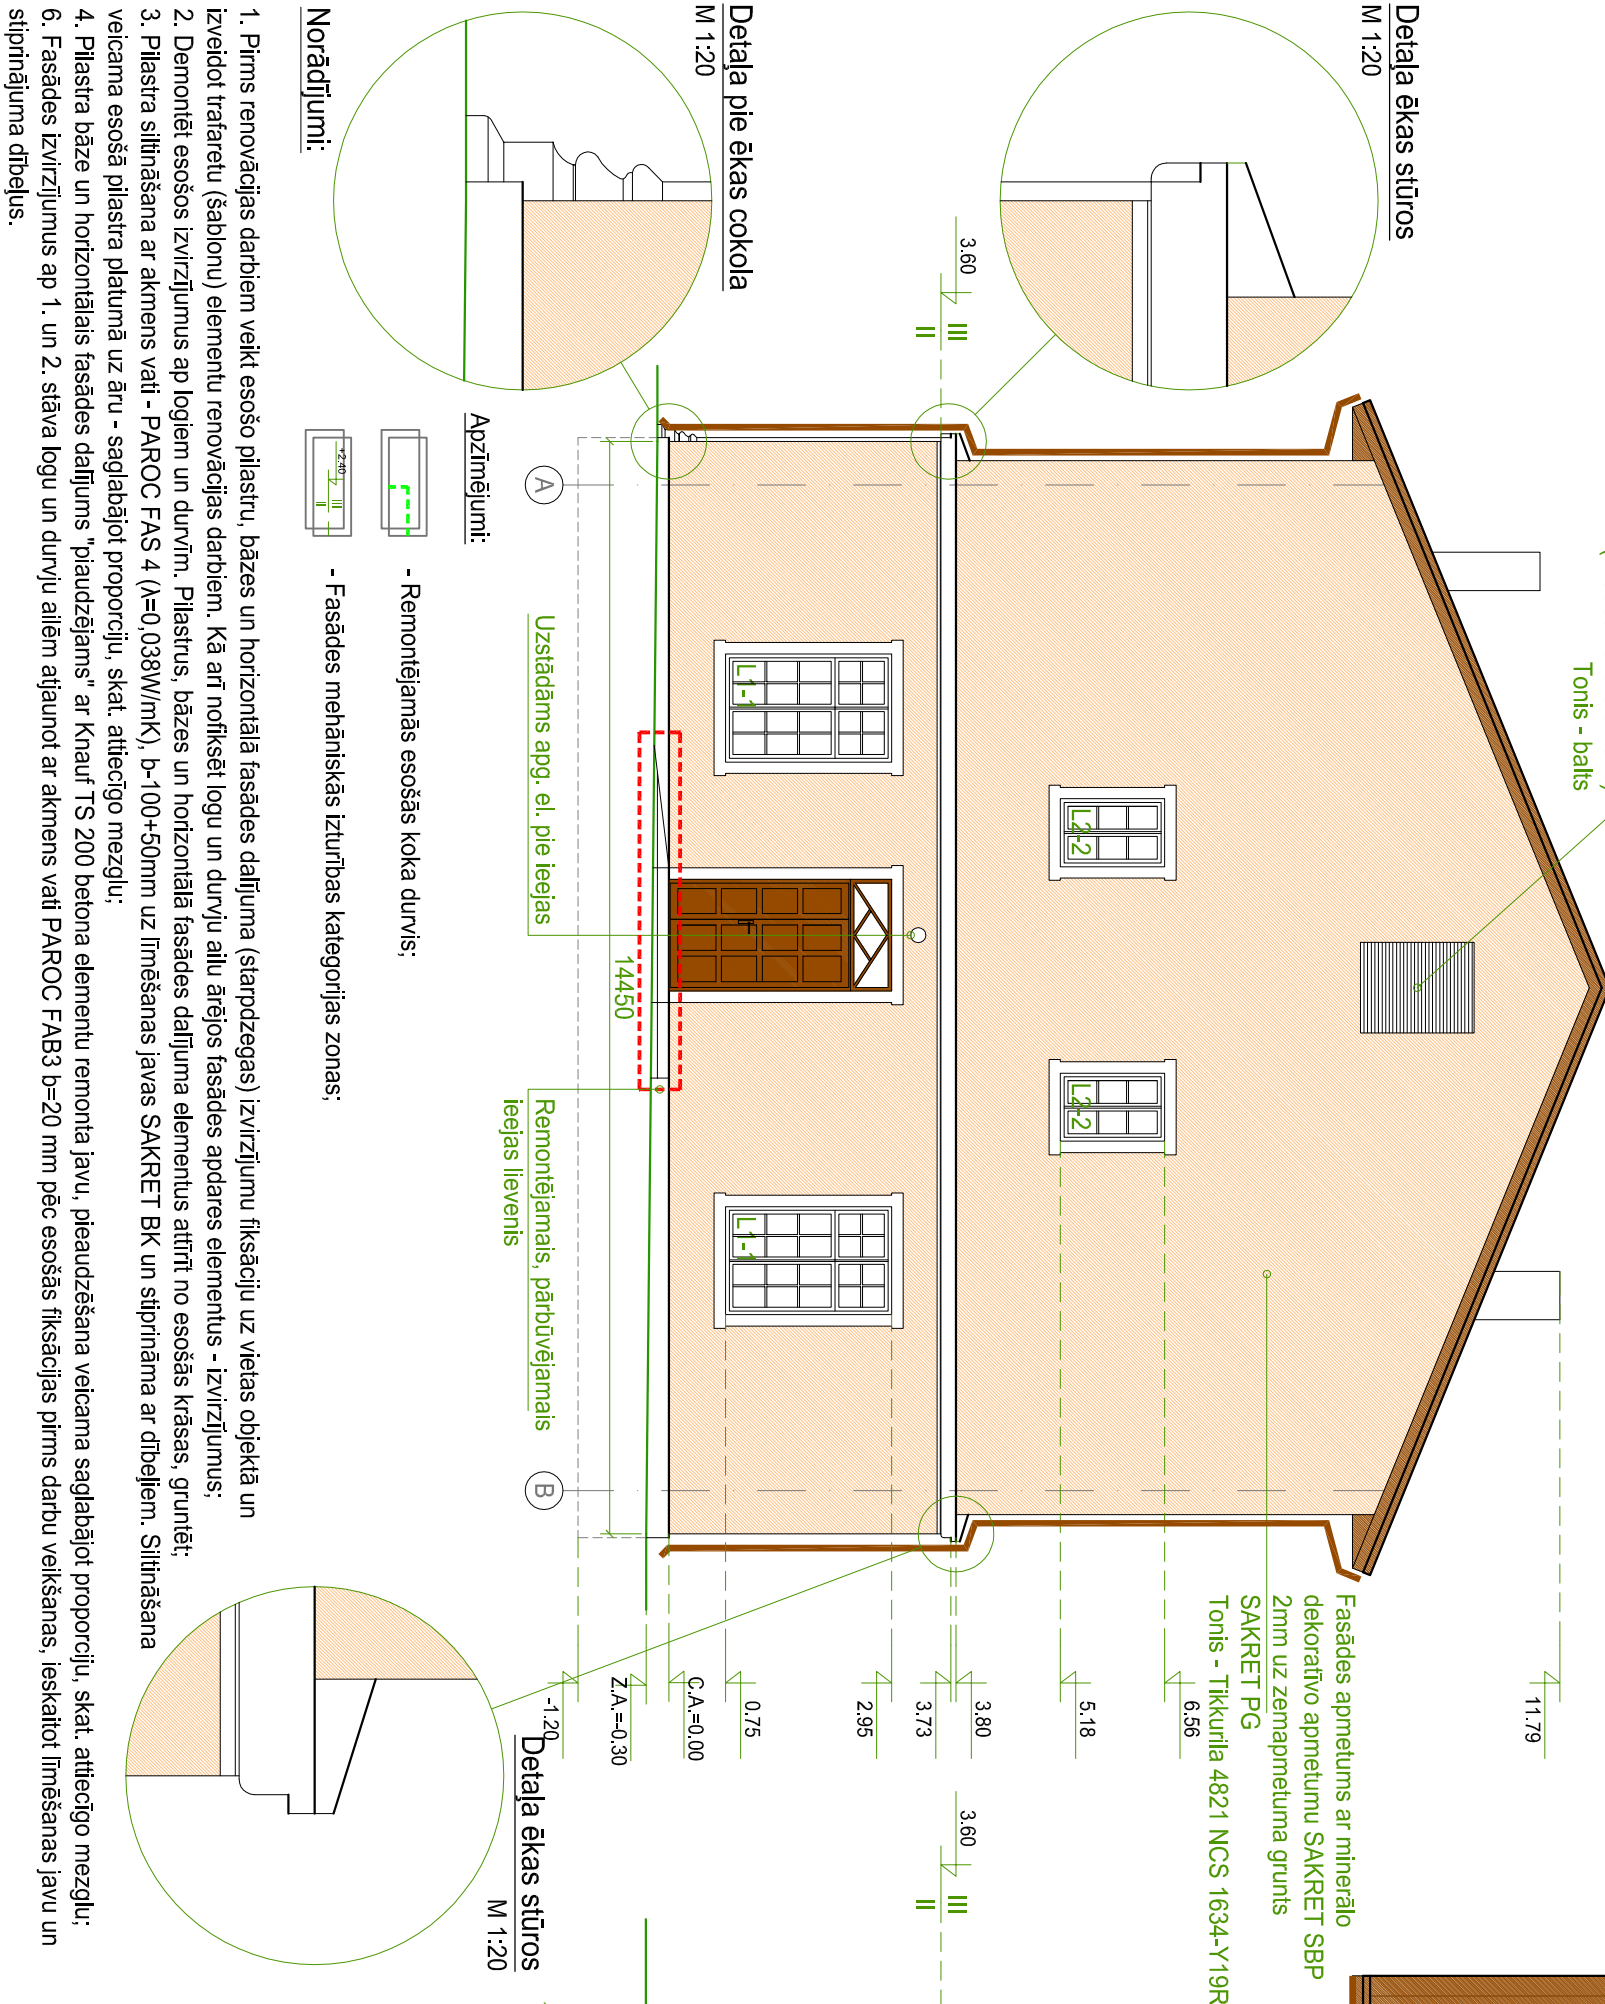 Tonis - balts
Detaļa ēkas stūros
M 1:20
3.60
III
II
Detaļa pie ēkas cokola
M 1:20
11.79
Fasādes apmetums ar minerālo
dekoratīvo apmetumu SAKRET SBP
2mm uz zemapmetuma grunts
SAKRET PG
Tonis - Tikkurila 4821 NCS 1634-Y19R
6.56
5.18
3.80
3.73
2.95
0.75
C.A.=0.00
Z.A.=-0.30
-1.20
3.60
III
II
L2-2
L2-2
L1-1
L1-1
14450
Uzstādāms apg. el. pie ieejas
Remontējamais, pārbūvējamais
ieejas lievenis
A
B
Detaļa ēkas stūros
M 1:20
Apzīmējumi:
- Remontējamās esošās koka durvis;
+2.40
III
II
- Fasādes mehāniskās izturības kategorijas zonas;
Norādījumi:
1. Pirms renovācijas darbiem veikt esošo pilastru, bāzes un horizontālā fasādes dalījuma (starpdzegas) izvirzījumu fiksāciju uz vietas objektā un
izveidot trafaretu (šablonu) elementu renovācijas darbiem. Kā arī nofiksēt logu un durvju ailu ārējos fasādes apdares elementus - izvirzījumus;
2. Demontēt esošos izvirzījumus ap logiem un durvīm. Pilastrus, bāzes un horizontālā fasādes dalījuma elementus attīrīt no esošās krāsas, gruntēt;
3. Pilastra siltināšana ar akmens vati - PAROC FAS 4 (λ=0,038W/mK), b-100+50mm uz līmēšanas javas SAKRET BK un stiprināma ar dībeļiem. Siltināšana
veicama esošā pilastra platumā uz āru - saglabājot proporciju, skat. attiecīgo mezglu;
4. Pilastra bāze un horizontālais fasādes dalījums "piaudzējams" ar Knauf TS 200 betona elementu remonta javu, pieaudzēšana veicama saglabājot proporciju, skat. attiecīgo mezglu;
6. Fasādes izvirzījumus ap 1. un 2. stāva logu un durvju ailēm atjaunot ar akmens vati PAROC FAB3 b=20 mm pēc esošās fiksācijas pirms darbu veikšanas, ieskaitot līmēšanas javu un
stiprinājuma dībeļus.